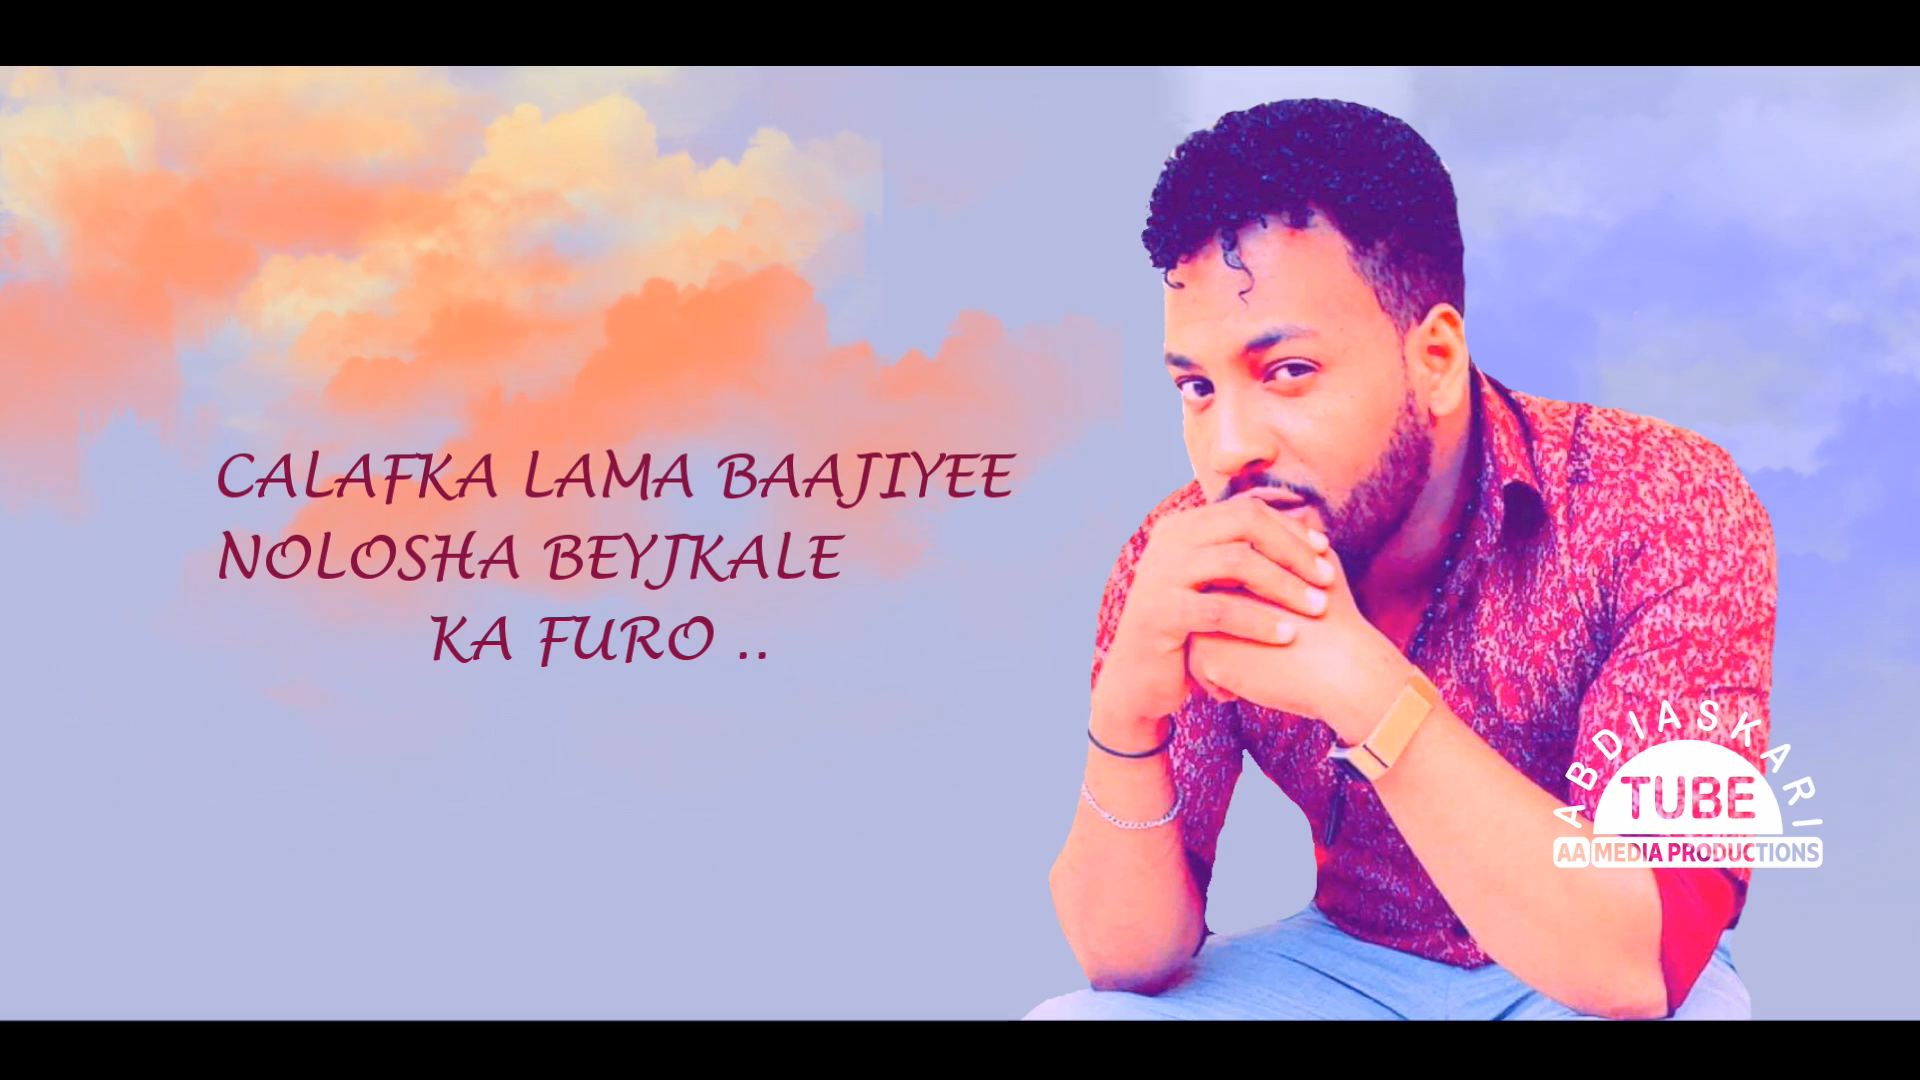 CALAFKA LAMA BAAJIYEE
NOLOSHA BEYJKALE
KA FURO ..
ABDIASKARI
TUBE
AA MEDIA PRODUCTIONS